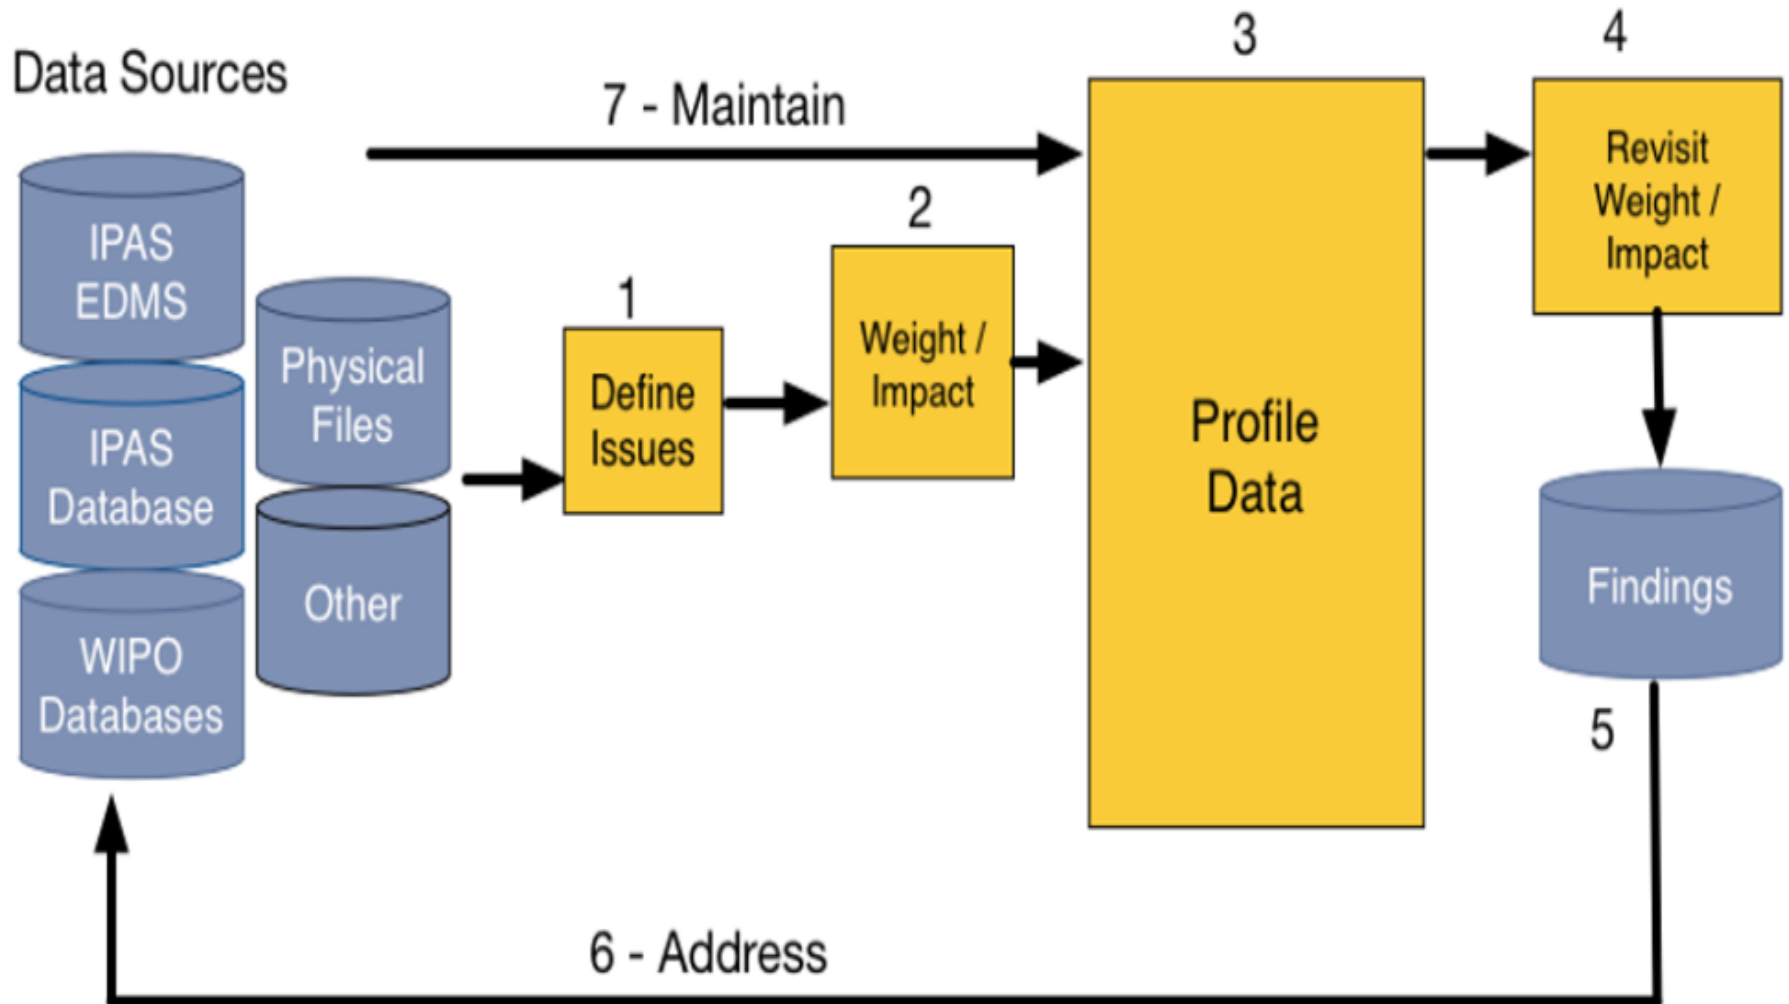 Data Sources
IPAS
EDMS
IPAS
Database
WIPO
Databases
Physical
Files
Other
7 - Maintain
1
Define
Issues
2
Weight /
Impact
3
Profile
Data
4
Revisit
Weight /
Impact
Findings
5
6 - Address